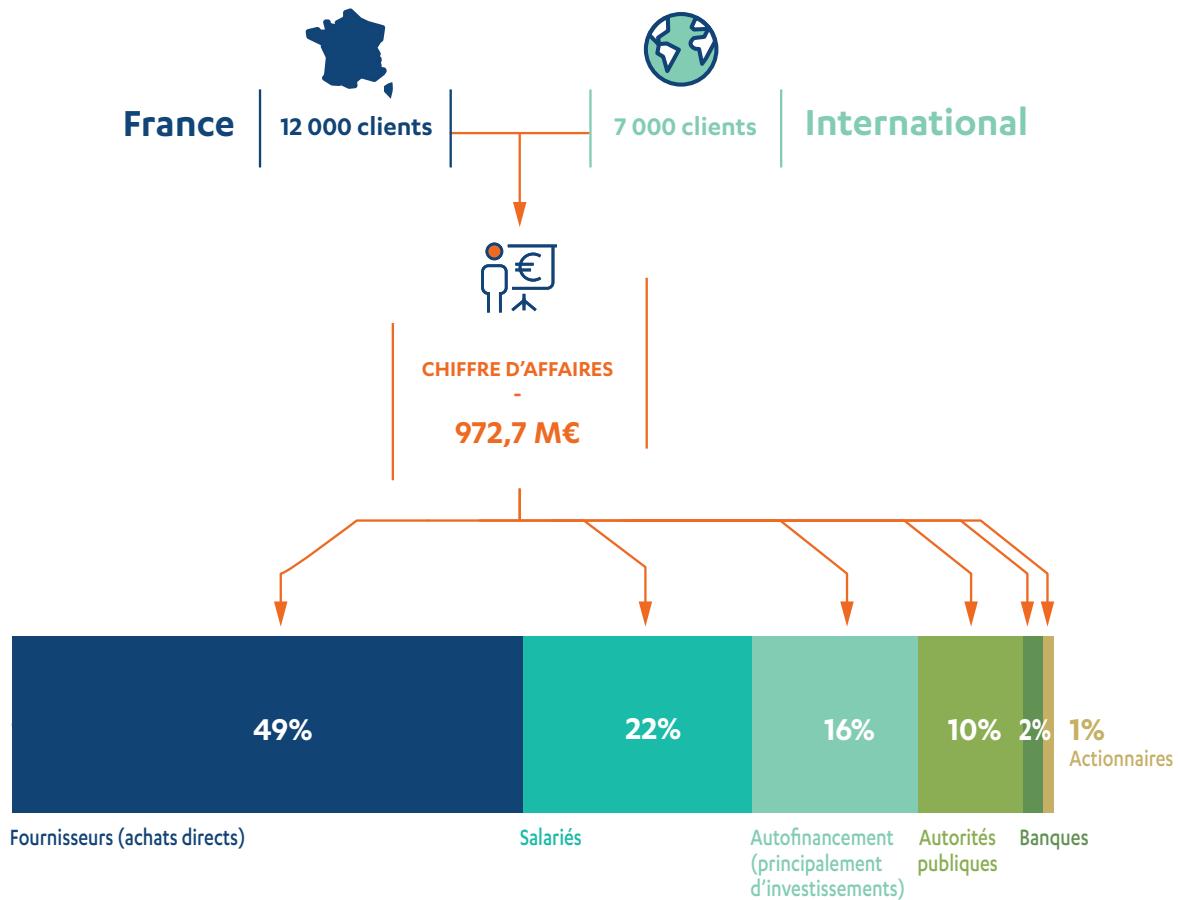 France
12 000 clients
7 000 clients
International
€
CHIFFRE D'AFFAIRES
-
972,7 M€
49%
22%
16%
10%
2%
1%
Actionnaires
Fournisseurs (achats directs)
Salariés
Autofinancement
(principalement
d'investissements)
Autorités
publiques
Banques